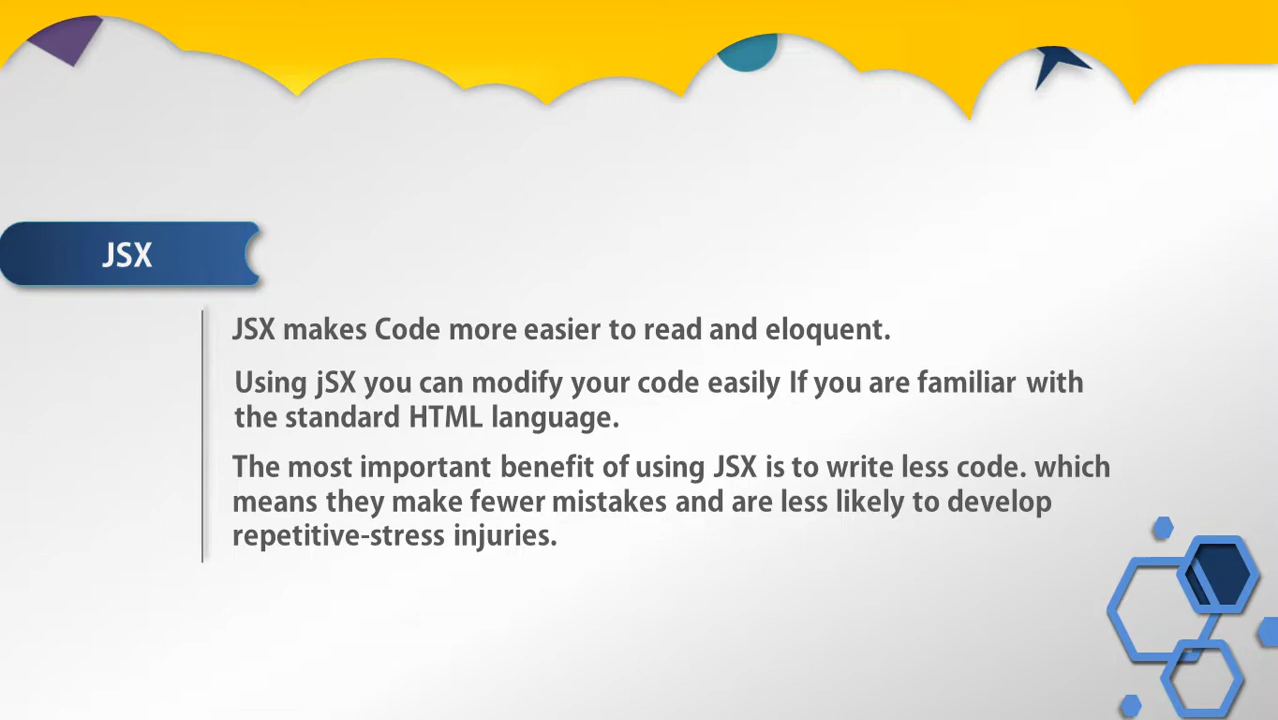 JSX
JSX makes Code more easier to read and eloquent.
Using jSX you can modify your code easily If you are familiar with
the standard HTML language.
The most important benefit of using JSX is to write less code. which
means they make fewer mistakes and are less likely to develop
repetitive-stress injuries.